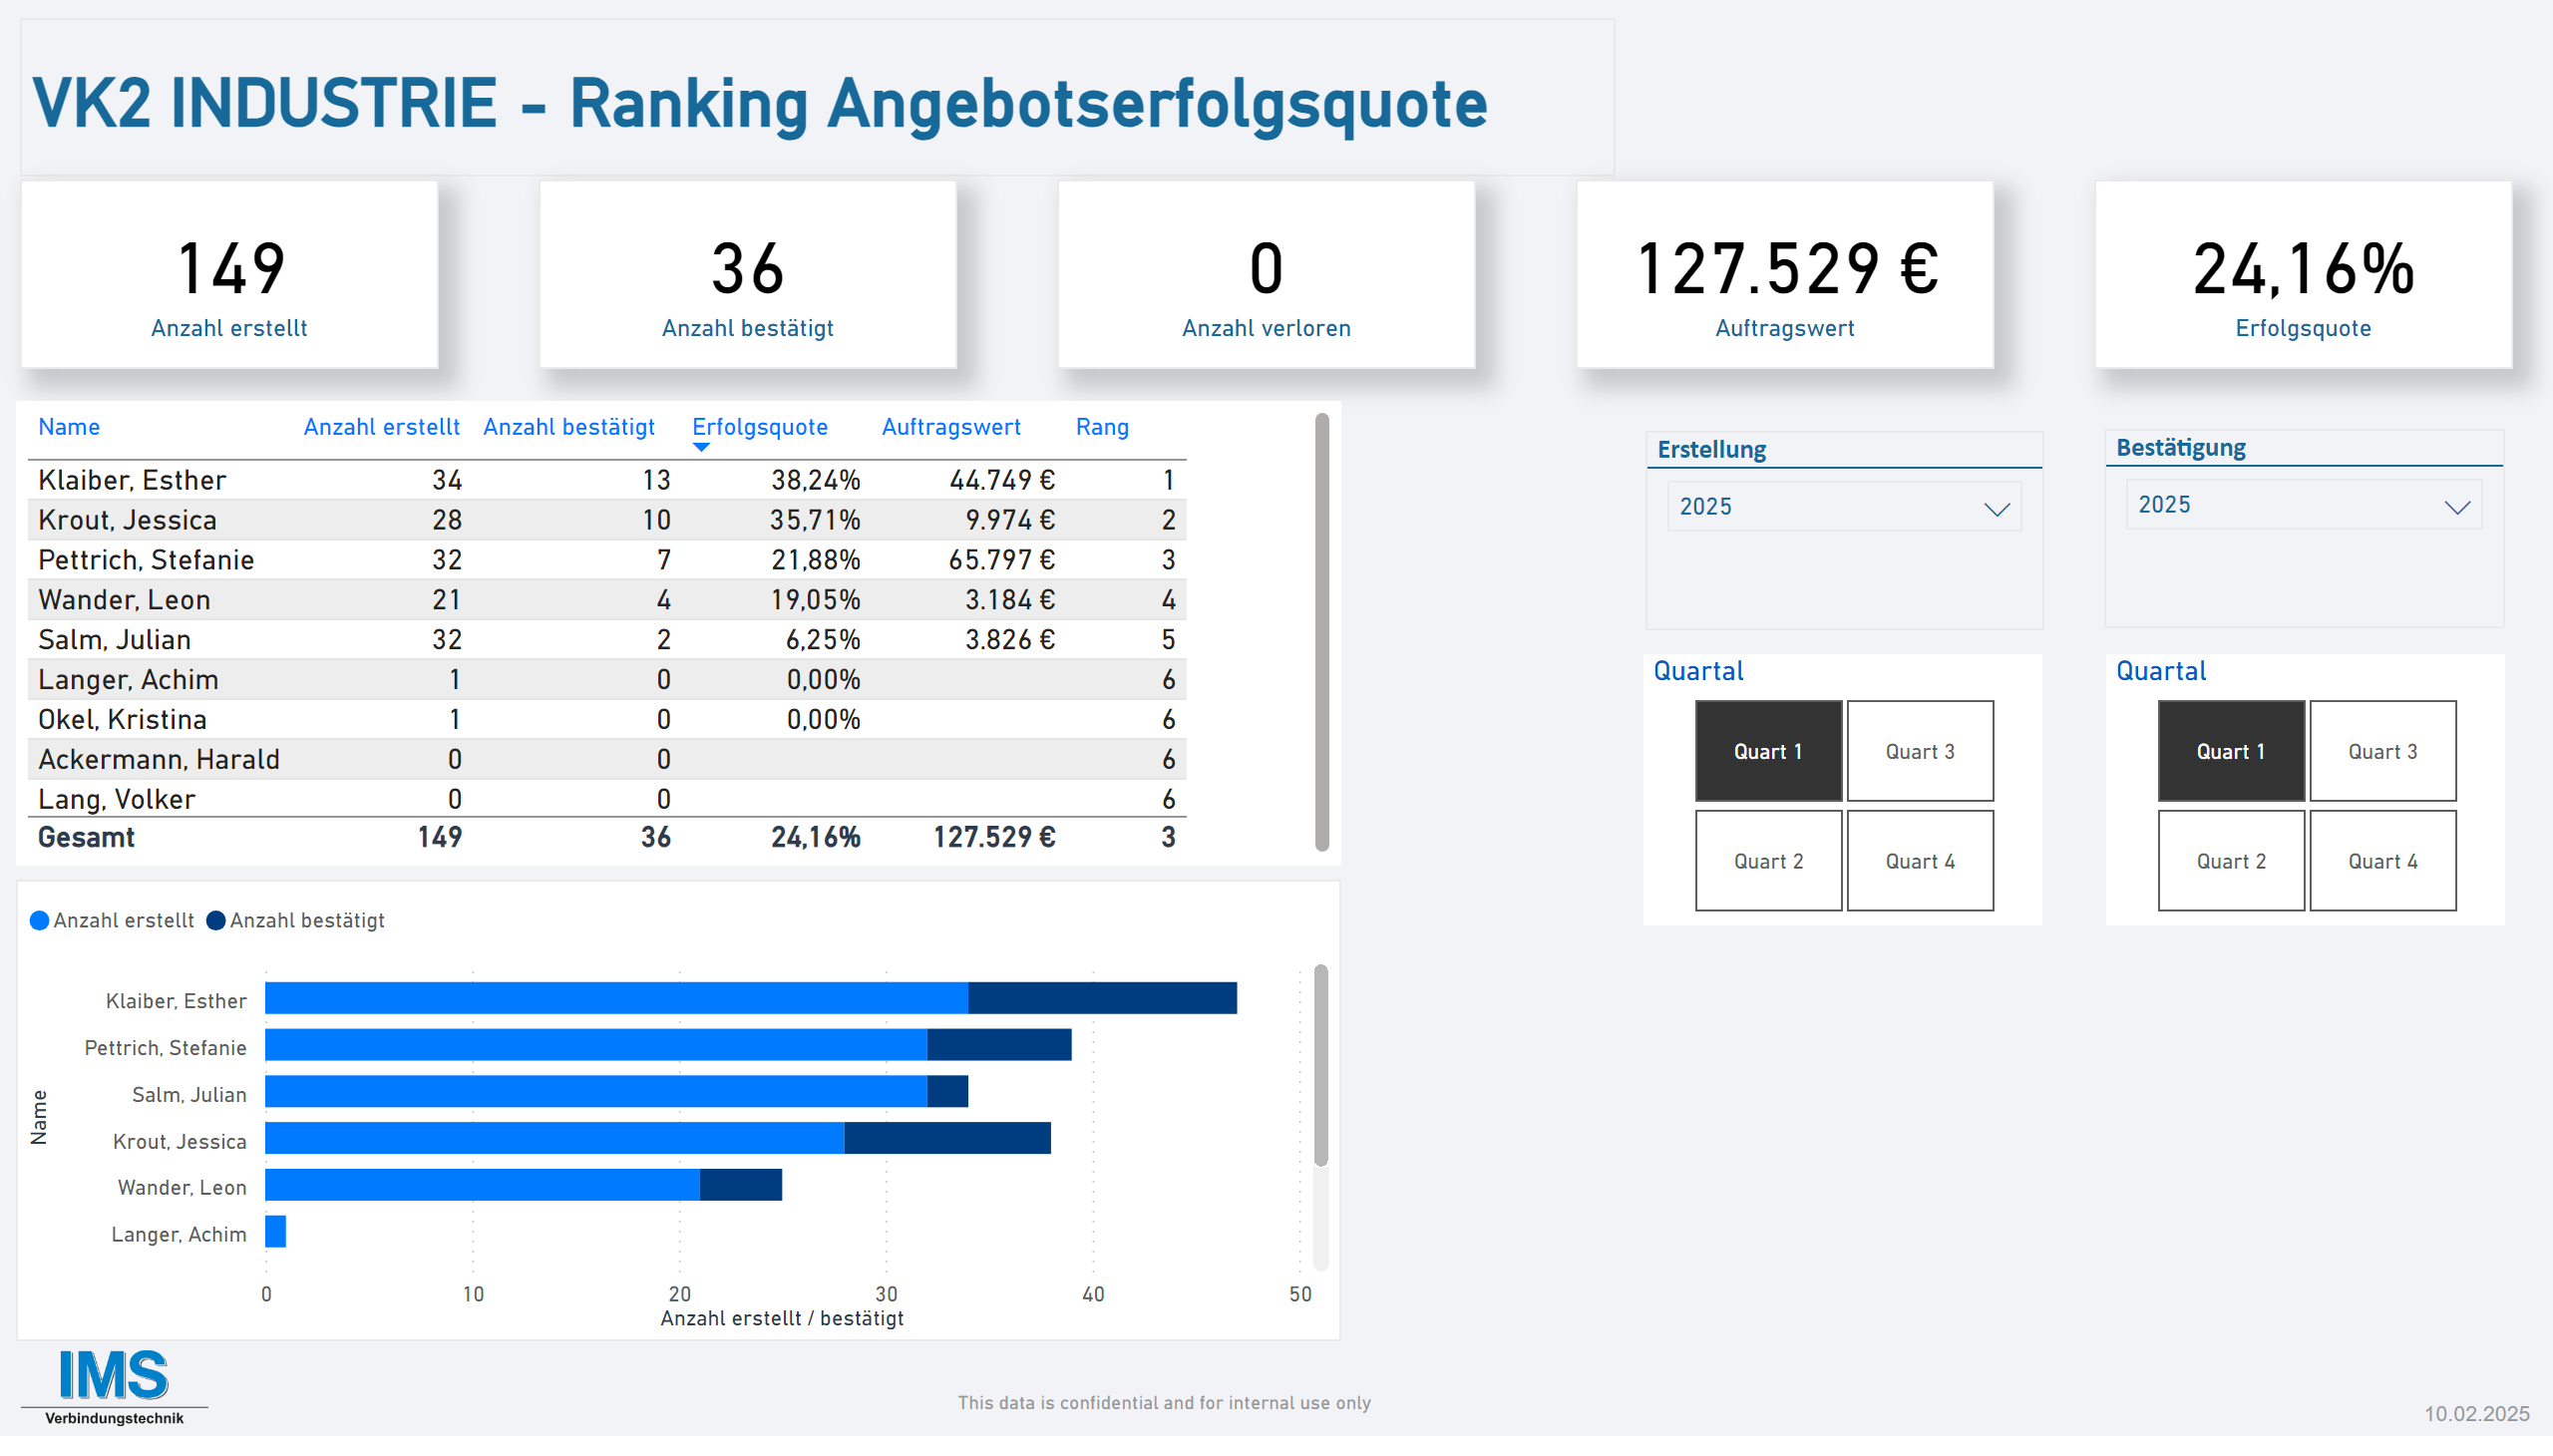 VK2 INDUSTRIE - Ranking Angebotserfolgsquote
149
Anzahl erstellt
36
Anzahl bestätigt
0
Anzahl verloren
127.529 €
Auftragswert
24,16%
Erfolgsquote
Name Anzahl erstellt Anzahl bestätigt Erfolgsquote Auftragswert Rang
Klaiber, Esther 34 13 38,24% 44.749 € 1
Krout, Jessica 28 10 35,71% 9.974 € 2
Pettrich, Stefanie 32 7 21,88% 65.797 € 3
Wander, Leon 21 4 19,05% 3.184 € 4
Salm, Julian 32 2 6,25% 3.826 € 5
Langer, Achim 1 0 0,00% 6
Okel, Kristina 1 0 0,00% 6
Ackermann, Harald 0 0 6
Lang, Volker 0 0 6
Gesamt 149 36 24,16% 127.529 € 3
Erstellung
2025
Bestätigung
2025
Quartal
Quart 1 Quart 3
Quart 2 Quart 4
Quartal
Quart 1 Quart 3
Quart 2 Quart 4
Anzahl erstellt Anzahl bestätigt
Name
Klaiber, Esther
Pettrich, Stefanie
Salm, Julian
Krout, Jessica
Wander, Leon
Langer, Achim
0 10 20 30 40 50
Anzahl erstellt / bestätigt
IMS
Verbindungstechnik
This data is confidential and for internal use only
10.02.2025